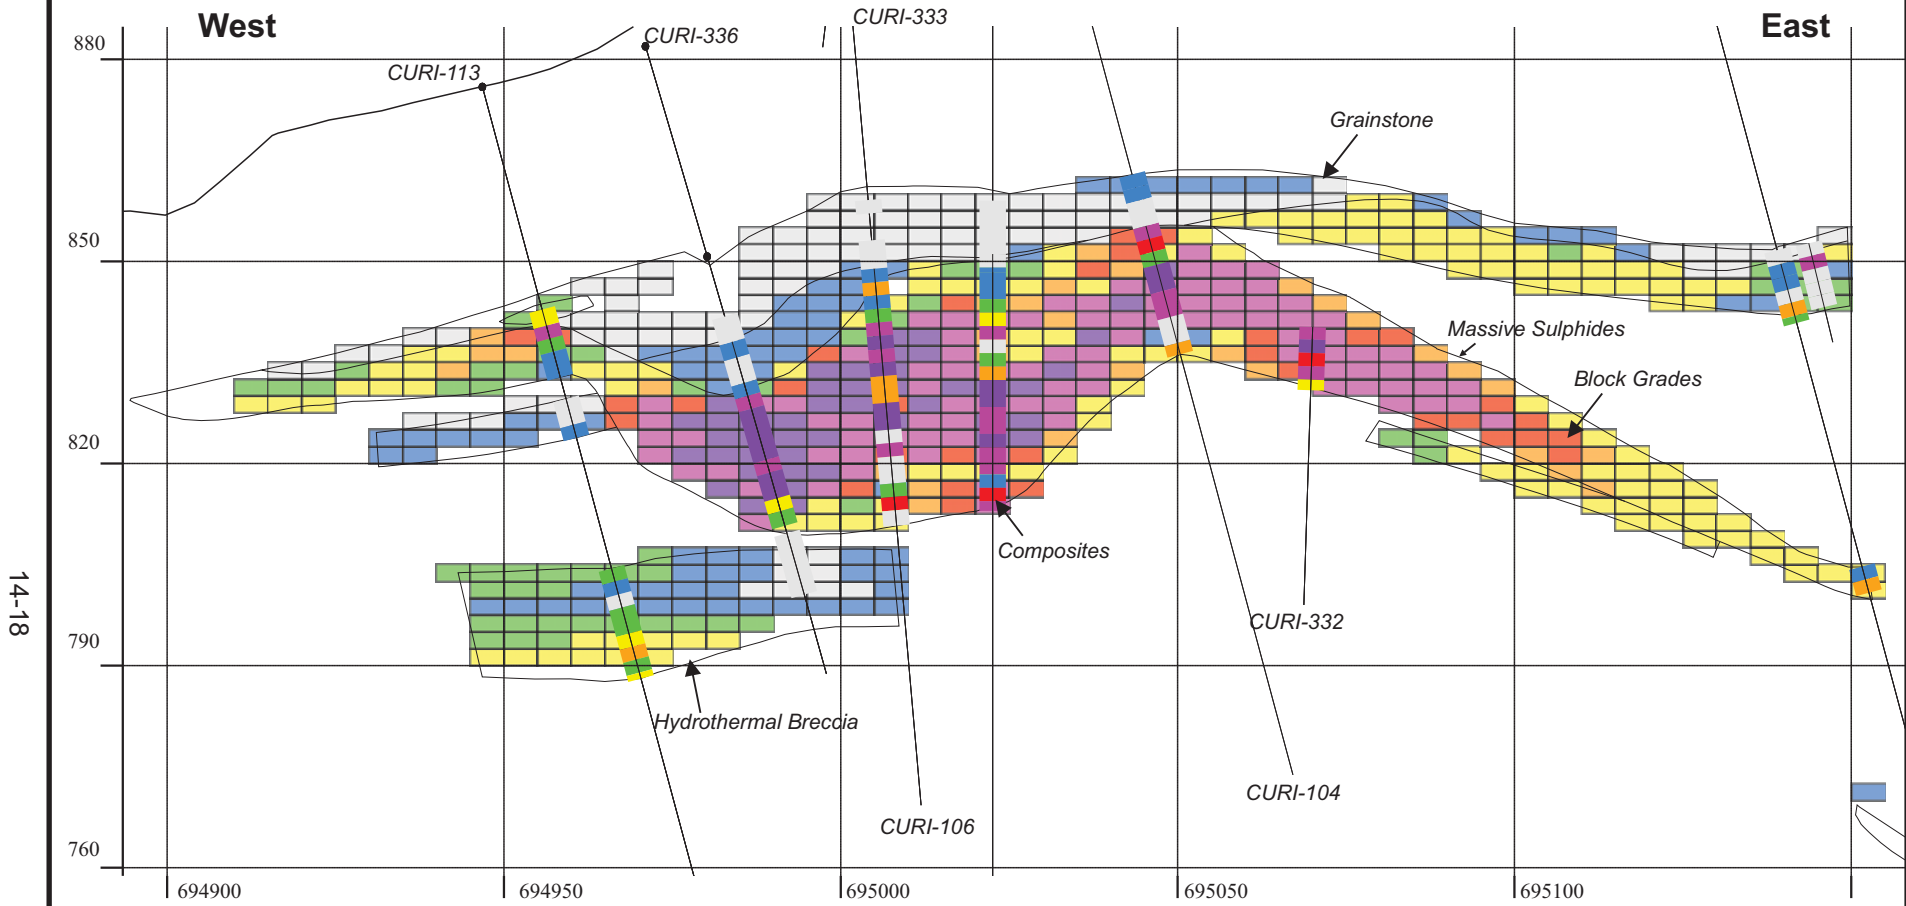 West
CURI-333
East
CURI-336
880
CURI-113
Grainstone
850
Massive Sulphides
Block Grades
820
Composites
14-18
CURI-332
790
Hydrothermal Breccia
CURI-104
CURI-106
760
694900
694950
695000
695050
695100